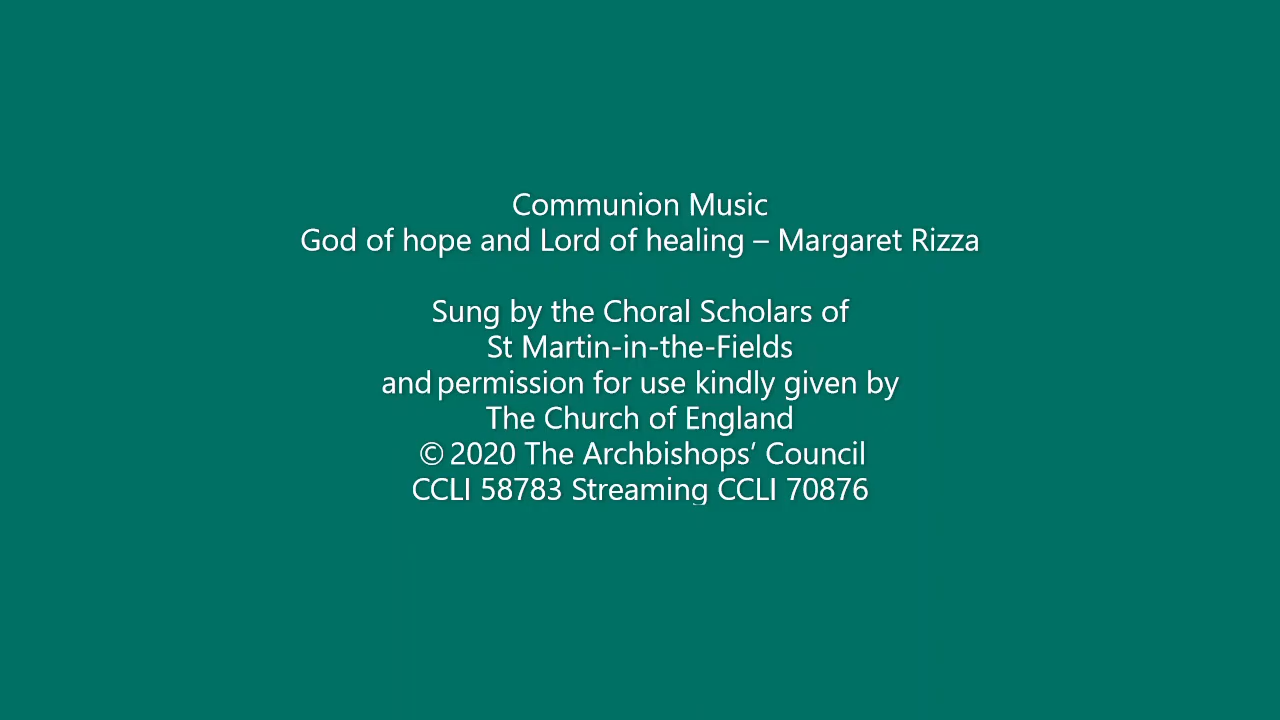 Communion Music
God of hope and Lord of healing – Margaret Rizza
Sung by the Choral Scholars of
St Martin-in-the-Fields
and permission for use kindly given by
The Church of England
© 2020 The Archbishops’ Council
CCLI 58783 Streaming CCLI 70876